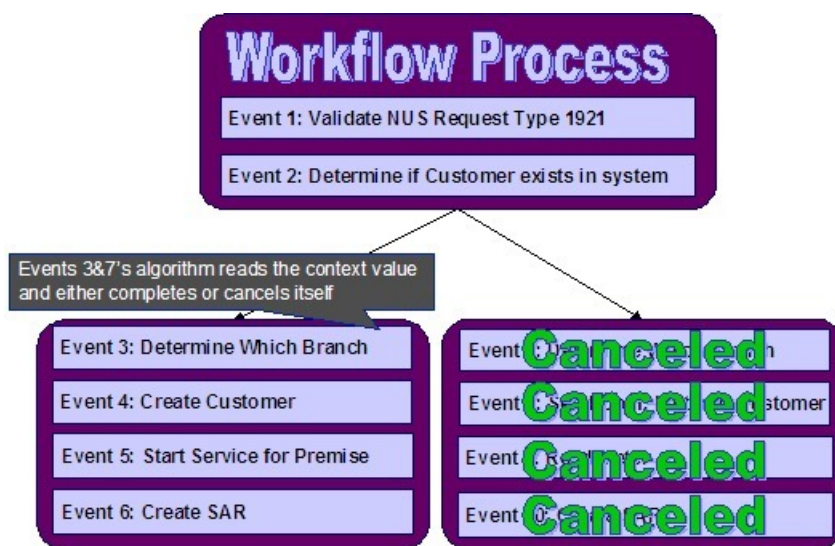 Workflow Process
Event 1: Validate NUS Request Type 1921
Event 2: Determine if Customer exists in system
Events 3&7's algorithm reads the context value
and either completes or cancels itself
Event 3: Determine Which Branch
Event 4: Create Customer
Event 5: Start Service for Premise
Event 6: Create SAR
Event
Canceled
Event
Canceled
Event
Canceled
Event
Canceled